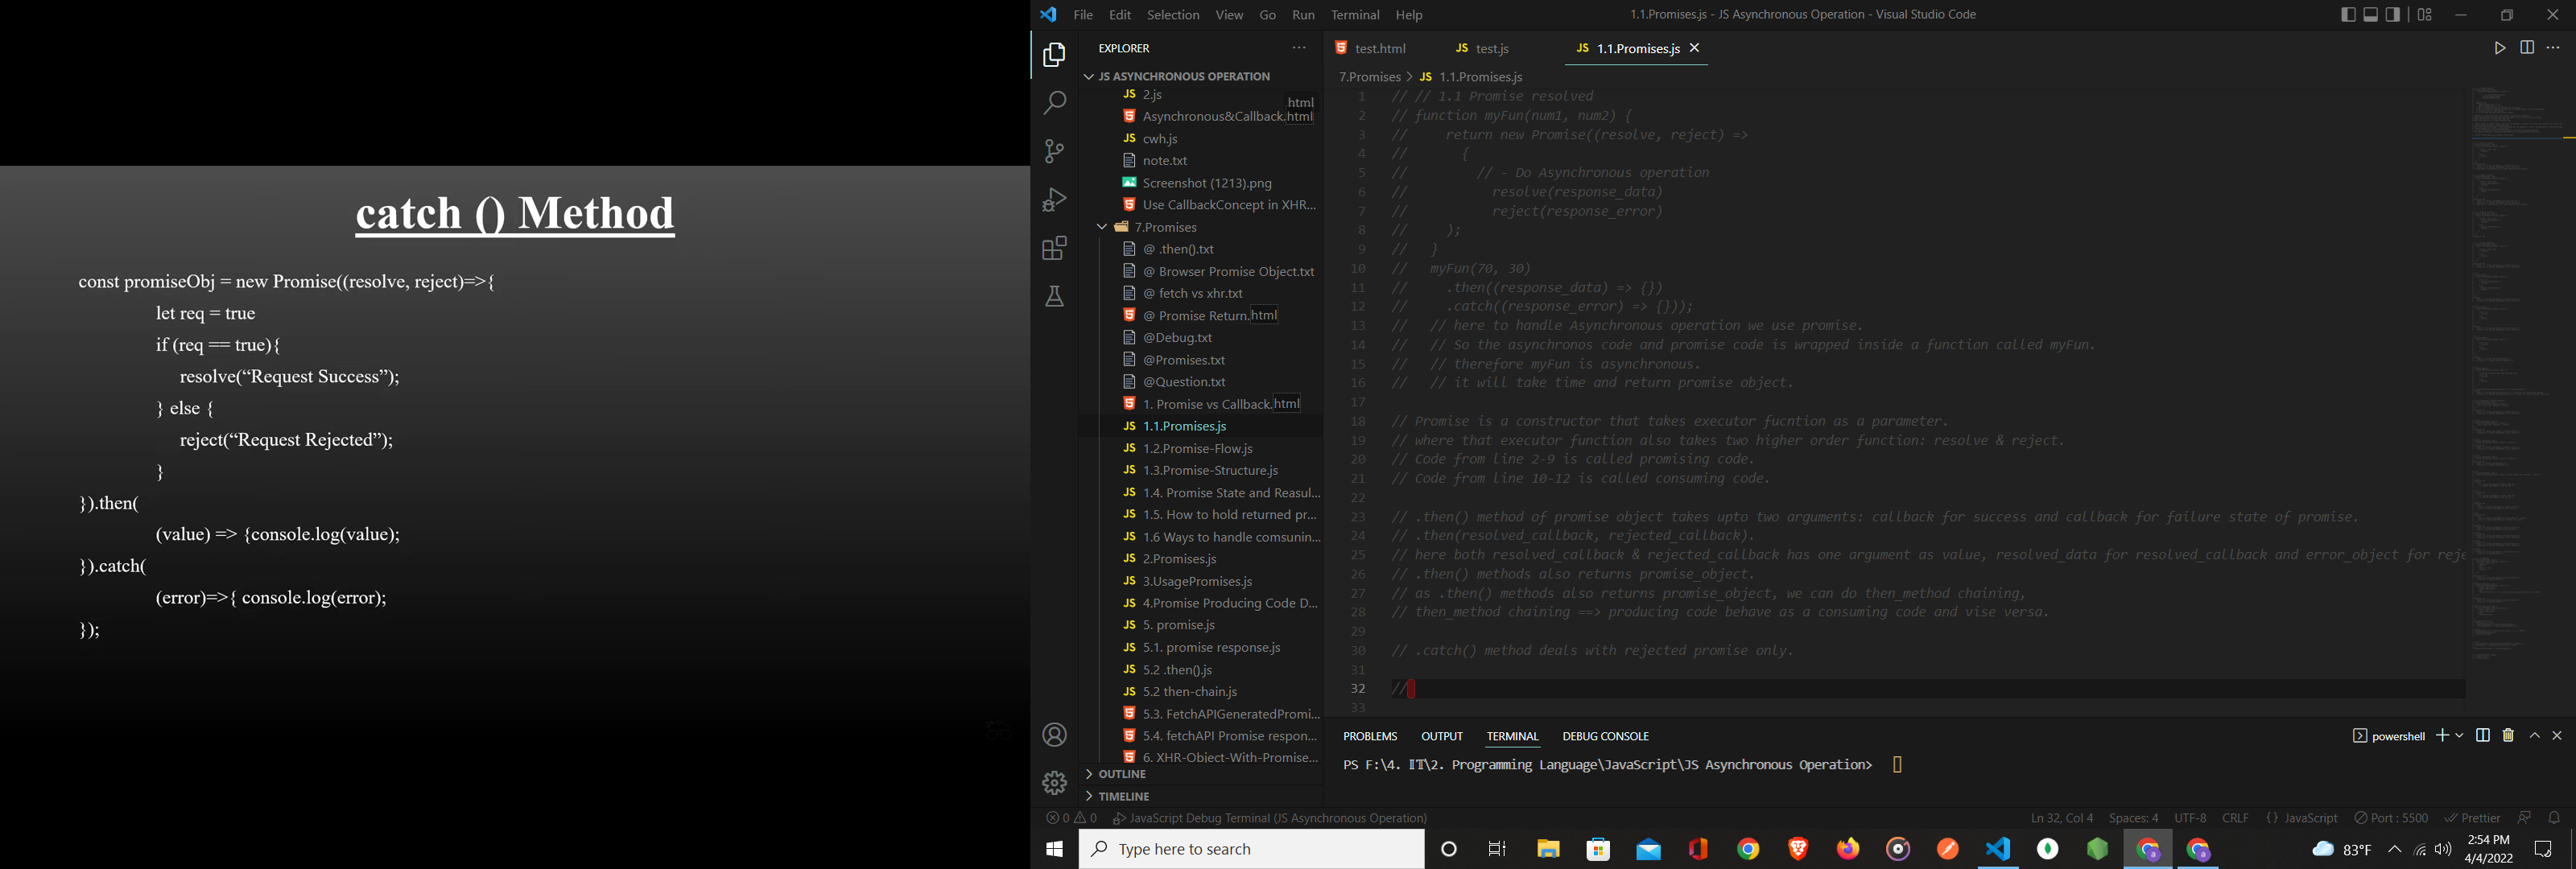 catch () Method
const promiseObj = new Promise((resolve, reject)=>{
let req = true
if (req == true){
resolve(“Request Success”);
} else {
reject(“Request Rejected”);
}
}).then(
(value) => {console.log(value);
}).catch(
(error)=>{ console.log(error);
});
File Edit Selection View Go Run Terminal Help
1.1.Promises.js - JS Asynchronous Operation - Visual Studio Code
EXPLORER
JS ASYNCHRONOUS OPERATION
JS 2.js
.html
Asynchronous&Callback.html
JS cwh.js
note.txt
Screenshot (1213).png
Use CallbackConcept in XHR...
7.Promises
@ .then().txt
@ Browser Promise Object.txt
@ fetch vs xhr.txt
@ Promise Return.html
@Debug.txt
@Promises.txt
@Question.txt
1. Promise vs Callback.html
JS 1.1.Promises.js
JS 1.2.Promise-Flow.js
JS 1.3.Promise-Structure.js
JS 1.4. Promise State and Reasul...
JS 1.5. How to hold returned pr...
JS 1.6 Ways to handle comsunin...
JS 2.Promises.js
JS 3.UsagePromises.js
JS 4.Promise Producing Code D...
JS 5. promise.js
JS 5.1. promise response.js
JS 5.2 .then().js
JS 5.2 then-chain.js
5.3. FetchAPIGeneratedPromi...
5.4. fetchAPI Promise respon...
6. XHR-Object-With-Promise...
OUTLINE
TIMELINE
test.html JS test.js JS 1.1.Promises.js
7.Promises > JS 1.1.Promises.js
1 // // 1.1 Promise resolved
2 // function myFun(num1, num2) {
3 // return new Promise((resolve, reject) =>
4 // {
5 // // - Do Asynchronous operation
6 // resolve(response_data)
7 // reject(response_error)
8 // );
9 // }
10 // myFun(70, 30)
11 // .then((response_data) => {})
12 // .catch((response_error) => {}));
13 // // here to handle Asynchronous operation we use promise.
14 // // So the asynchronos code and promise code is wrapped inside a function called myFun.
15 // // therefore myFun is asynchronous.
16 // // it will take time and return promise object.
17
18 // Promise is a constructor that takes executor fucntion as a parameter.
19 // where that executor function also takes two higher order function: resolve & reject.
20 // Code from line 2-9 is called promising code.
21 // Code from line 10-12 is called consuming code.
22
23 // .then() method of promise object takes upto two arguments: callback for success and callback for failure state of promise.
24 // .then(resolved_callback, rejected_callback).
25 // here both resolved_callback & rejected_callback has one argument as value, resolved_data for resolved_callback and error_object for reje
26 // .then() methods also returns promise_object.
27 // as .then() methods also returns promise_object, we can do then_method chaining,
28 // then_method chaining ==> producing code behave as a consuming code and vise versa.
29
30 // .catch() method deals with rejected promise only.
31
32 //
33
PROBLEMS OUTPUT TERMINAL DEBUG CONSOLE
powershell
PS F:\4. IT\2. Programming Language\JavaScript\JS Asynchronous Operation>
0 0 JavaScript Debug Terminal (JS Asynchronous Operation)
Ln 32, Col 4 Spaces: 4 UTF-8 CRLF {} JavaScript Port : 5500 Prettier
Type here to search
83°F
2:54 PM
4/4/2022